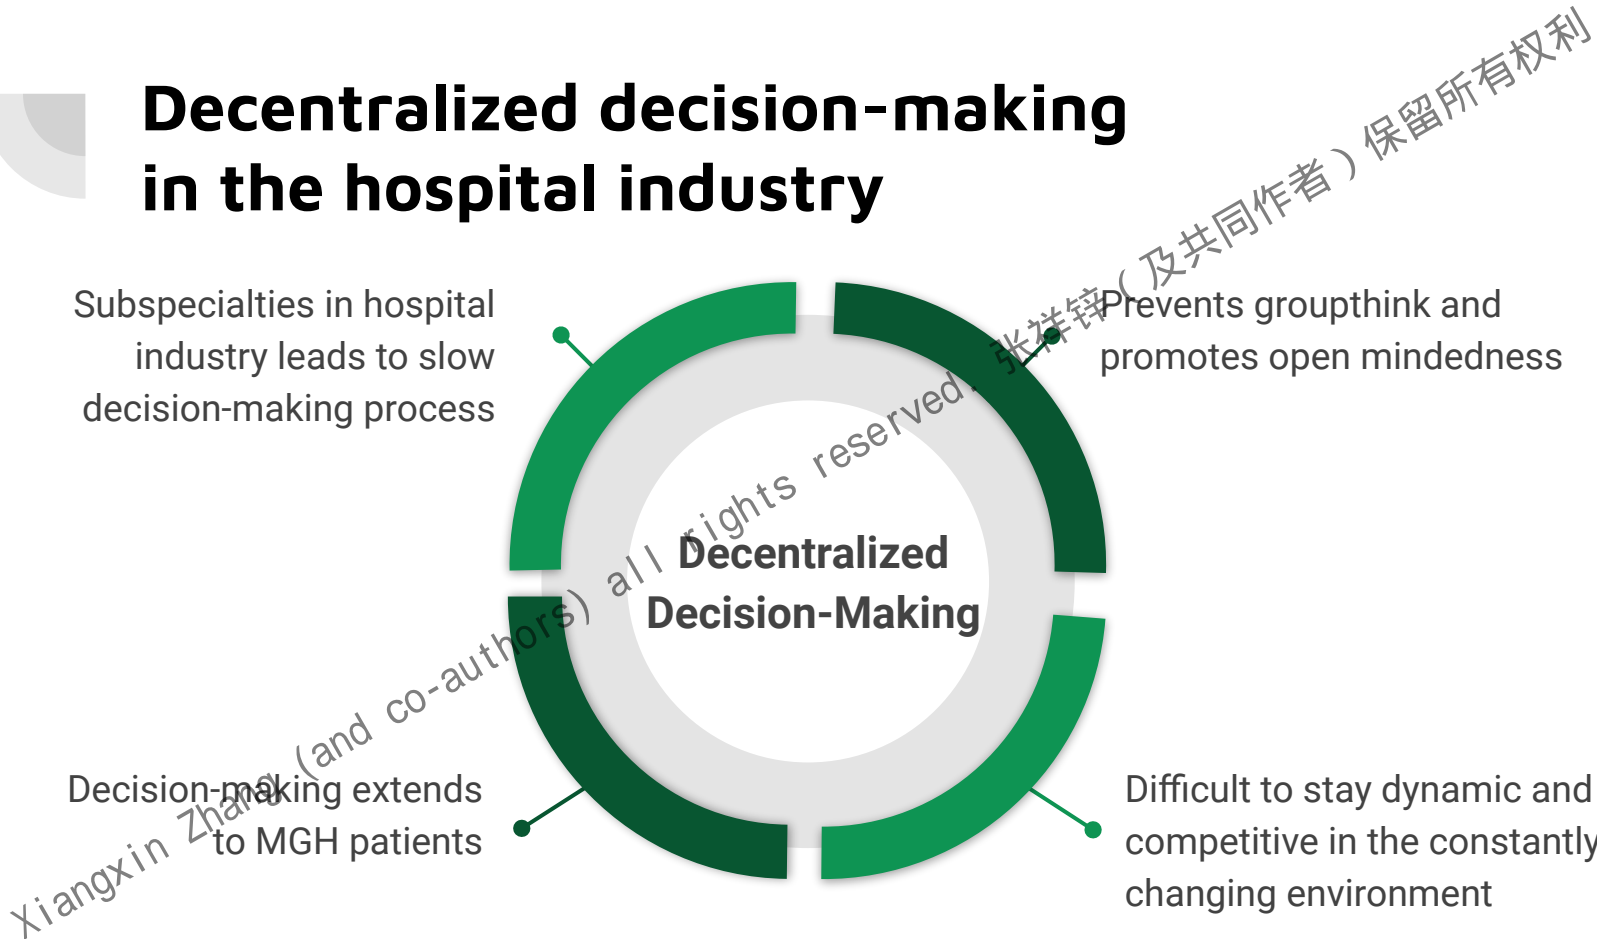 Decentralized decision-making
in the hospital industry
Subspecialties in hospital
industry leads to slow
decision-making process
Prevents groupthink and
promotes open mindedness
Decentralized
Decision-Making
Decision-making extends
to MGH patients
Difficult to stay dynamic and
competitive in the constantly
changing environment
Xiangxin Zhang (and co-authors) all rights reserved. 张祥锌（及共同作者）保留所有权利